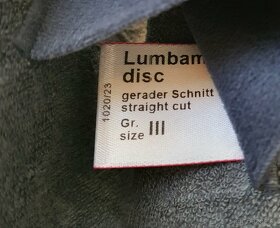 Lumbam
disc
gerader Schnitt
straight cut
Gr.
size III
1020/23